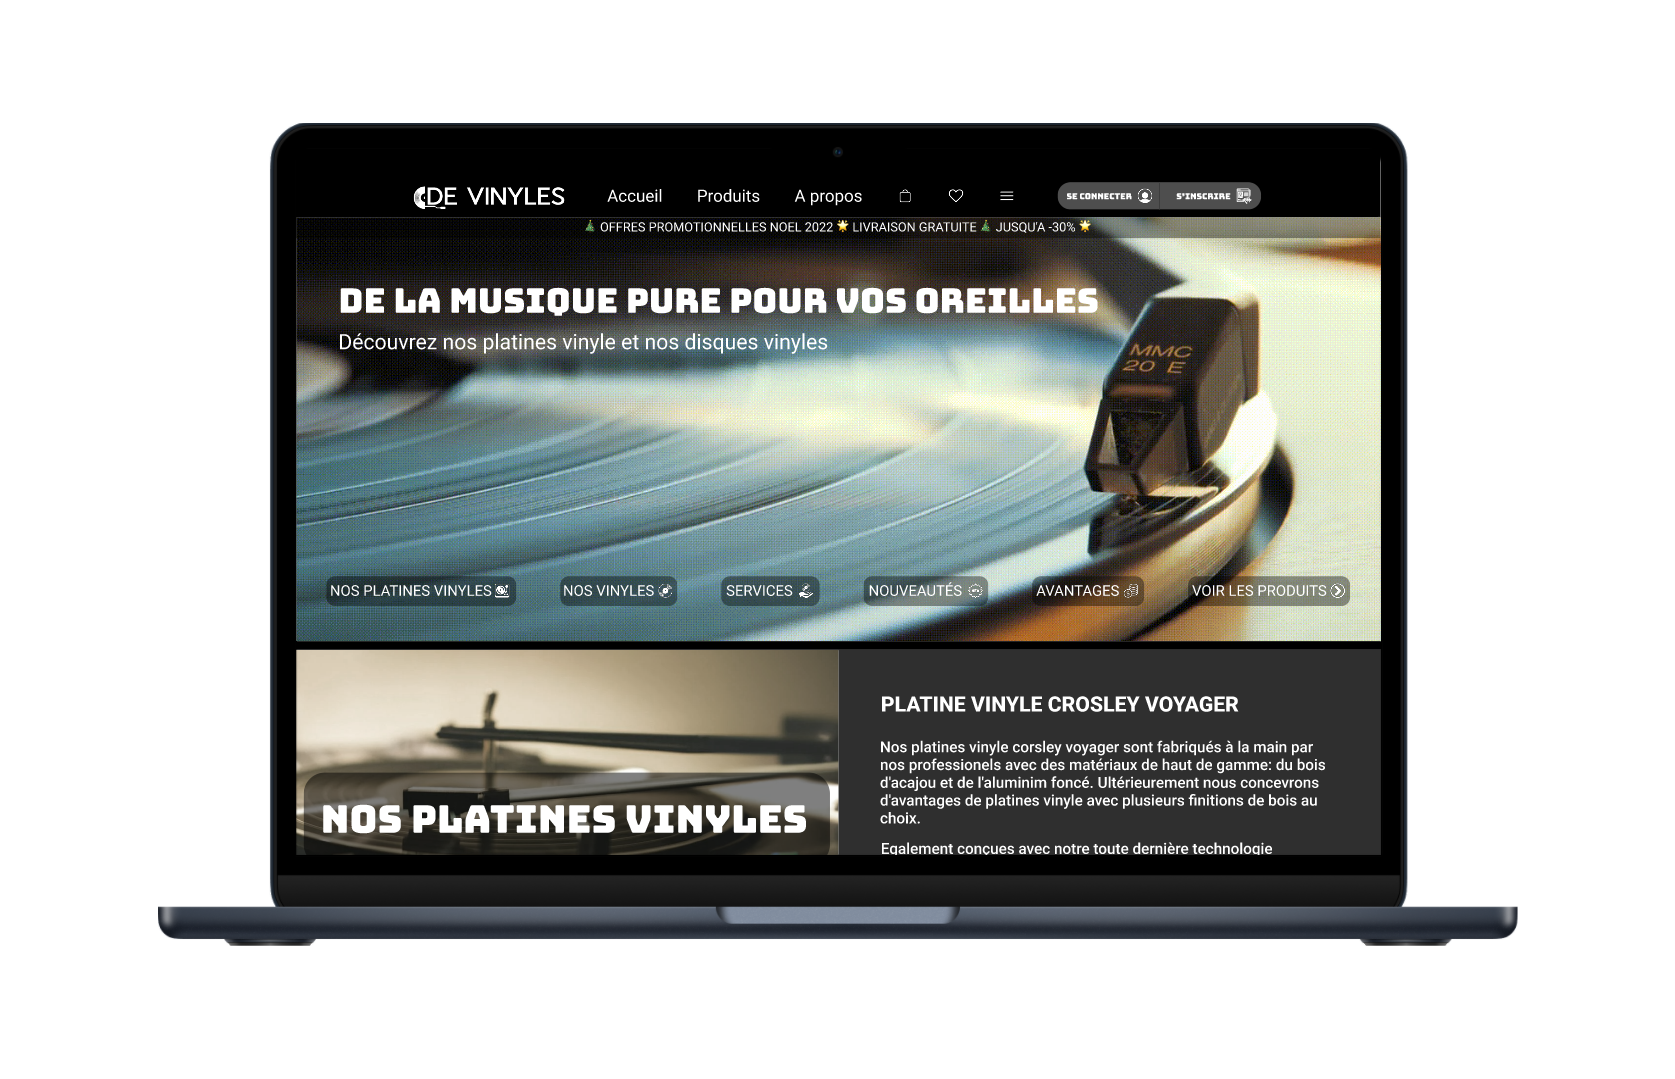 DE VINYLES Accueil Produits A propos SE CONNECTER S'INSCRIRE
OFFRES PROMOTIONNELLES NOEL 2022 LIVRAISON GRATUITE JUSQU'A -30%
DE LA MUSIQUE PURE POUR VOS OREILLES
Découvrez nos platines vinyle et nos disques vinyles
MMC
20 E
NOS PLATINES VINYLES NOS VINYLES SERVICES NOUVEAUTÉS AVANTAGES VOIR LES PRODUITS
NOS PLATINES VINYLES
PLATINE VINYLE CROSLEY VOYAGER
Nos platines vinyle corsley voyager sont fabriqués à la main par
nos professionels avec des matériaux de haut de gamme: du bois
d'acajou et de l'aluminim foncé. Ultérieurement nous concevrons
d'avantages de platines vinyle avec plusieurs finitions de bois au
choix.
Egalement conçues avec notre toute dernière technologie